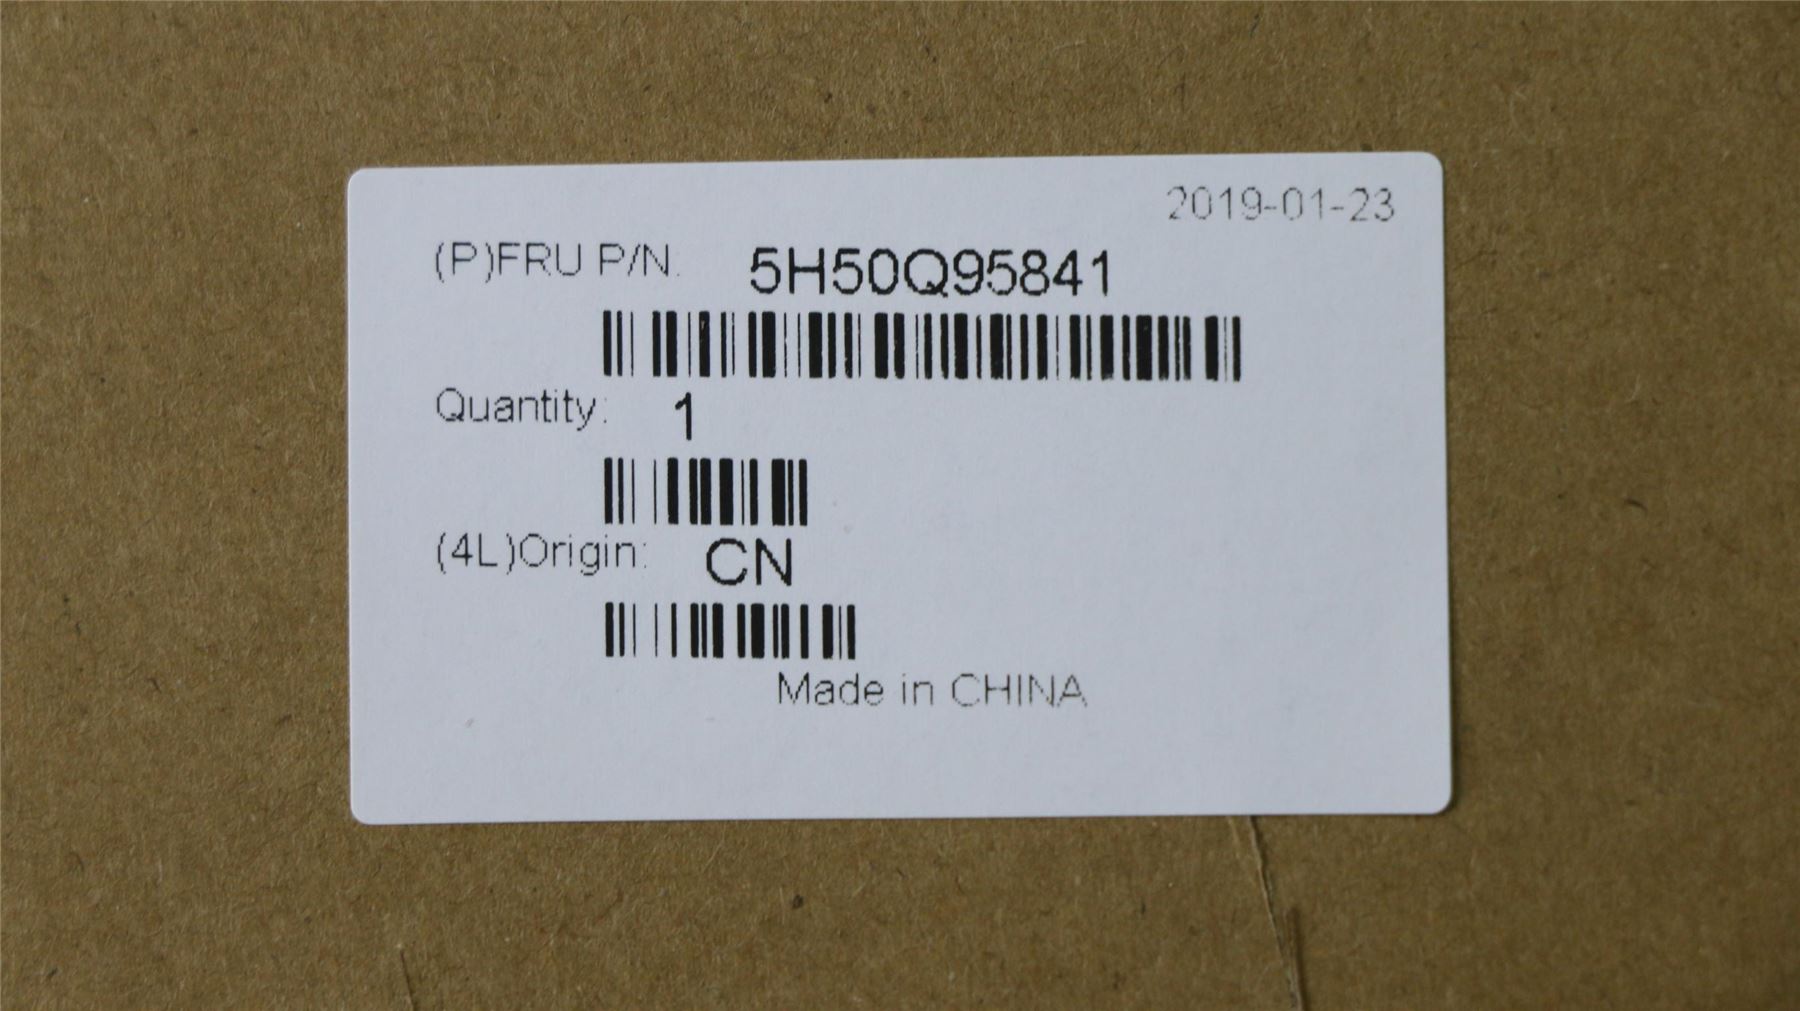 2019-01-23
(P)FRU P/N. 5H50Q95841
Quantity: 1
(4L)Origin: CN
Made in CHINA